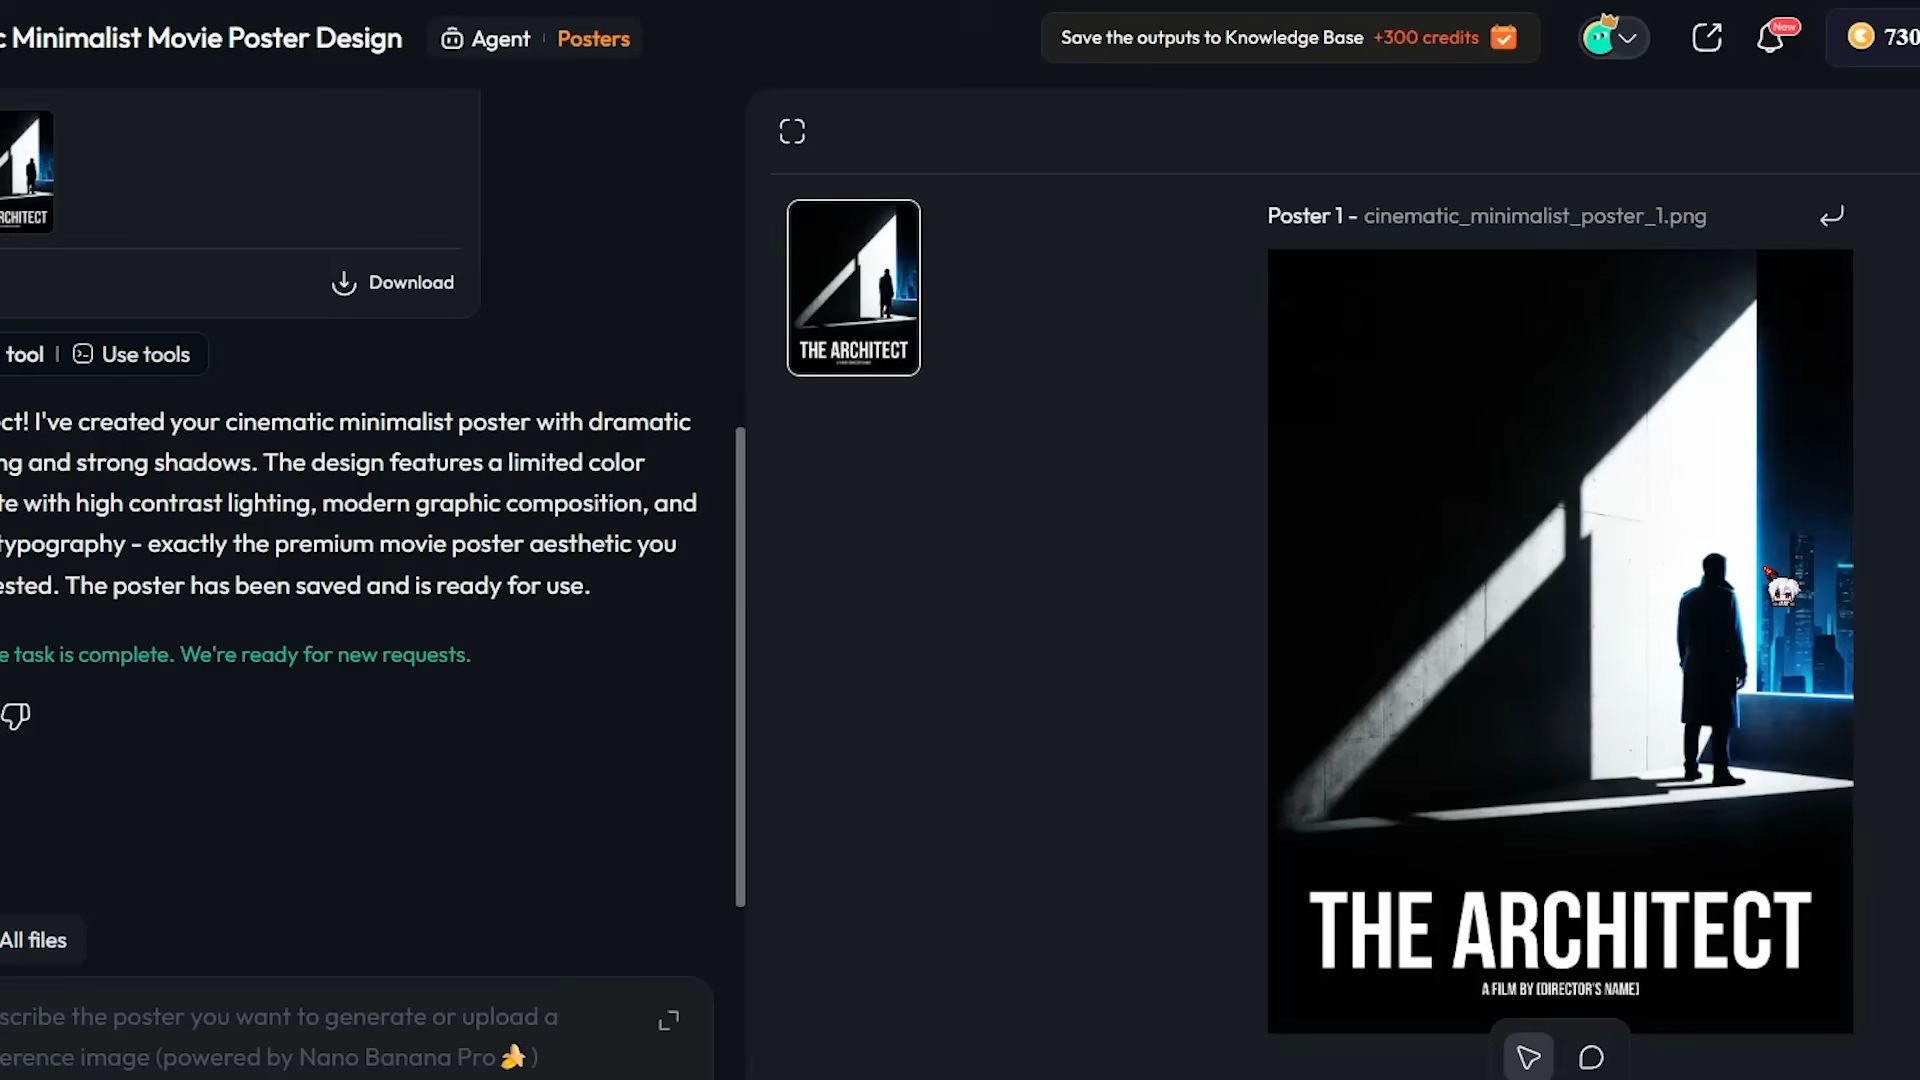 c Minimalist Movie Poster Design
Agent
Posters
Save the outputs to Knowledge Base +300 credits
New
730
RCHITECT
Download
tool
Use tools
ct! I've created your cinematic minimalist poster with dramatic
ng and strong shadows. The design features a limited color
te with high contrast lighting, modern graphic composition, and
typography - exactly the premium movie poster aesthetic you
ested. The poster has been saved and is ready for use.
e task is complete. We're ready for new requests.
All files
scribe the poster you want to generate or upload a
erence image (powered by Nano Banana Pro🍌)
THE ARCHITECT
Poster 1 - cinematic_minimalist_poster_1.png
THE ARCHITECT
A FILM BY [DIRECTOR'S NAME]